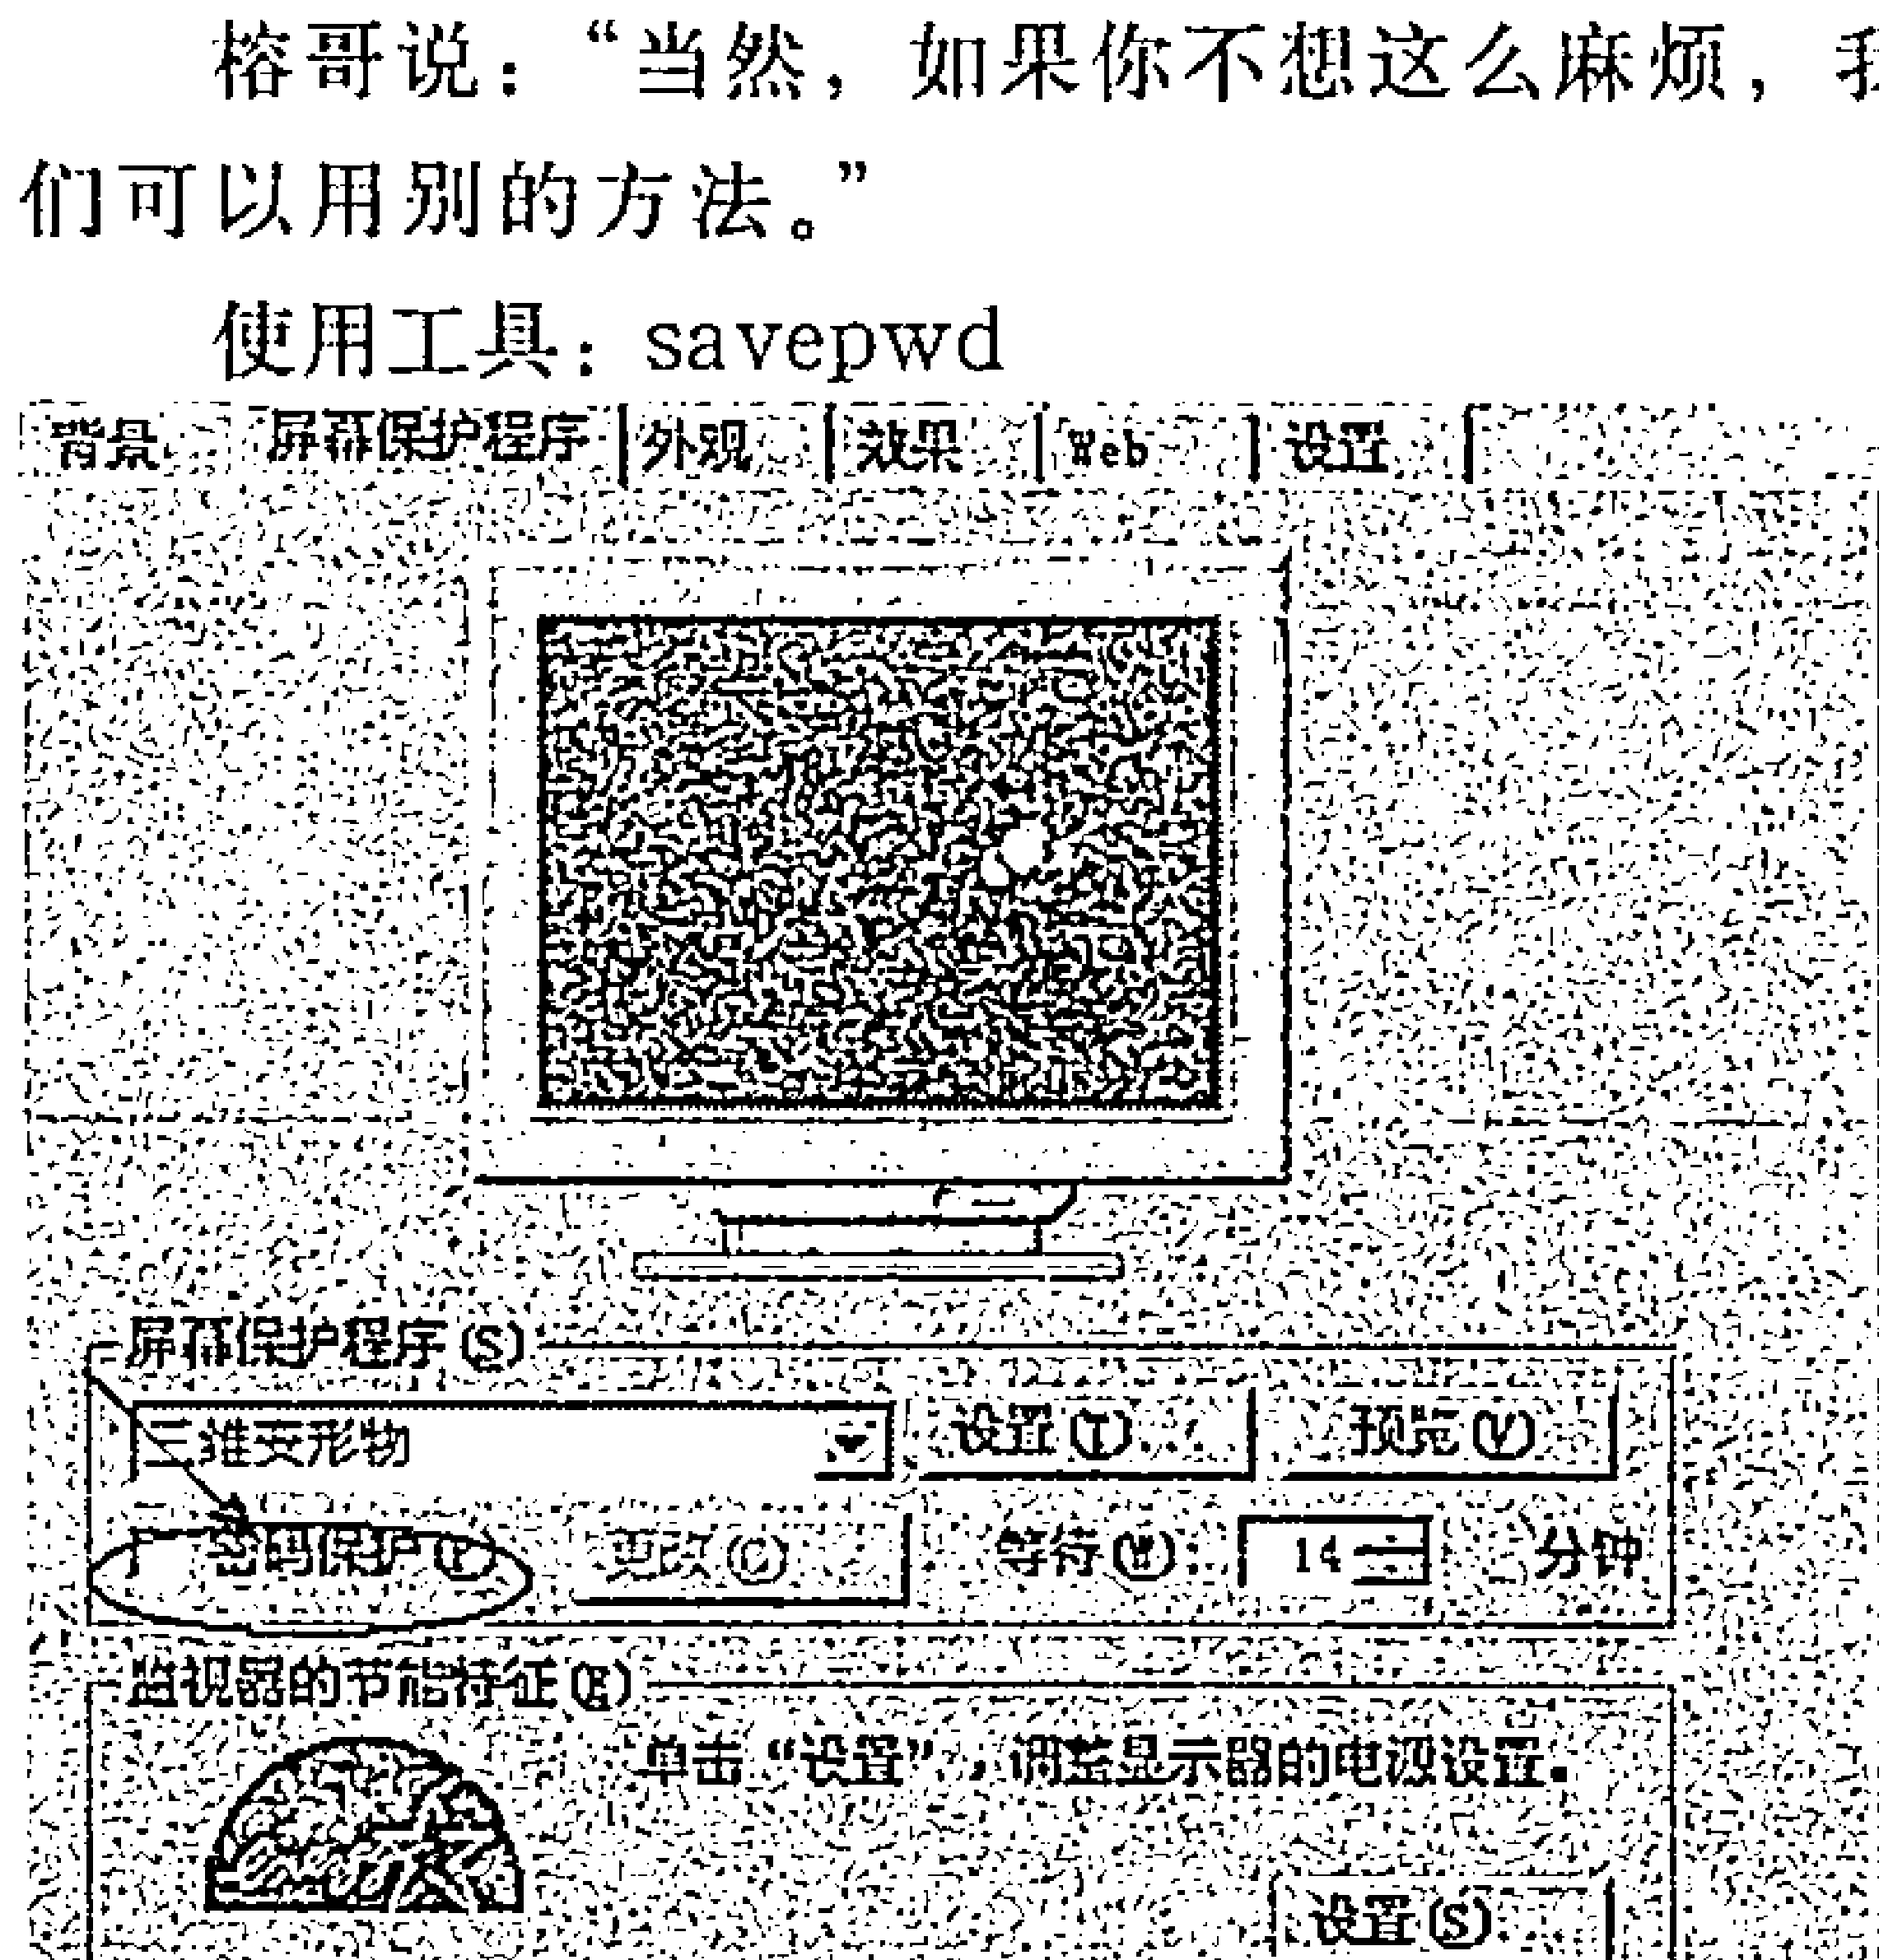 榕哥说：“当然，如果你不想这么麻烦，我
们可以用别的方法。”
使用工具：savepwd
背景 屏幕保护程序 外观 效果 Web 设置
屏幕保护程序(S)
三维变形物 设置(T) 预览(V)
密码保护(P) 更改(C) 等待(W): 14 分钟
监视器的节能特征(E)
单击“设置”，调整显示器的电源设置。
设置(S)